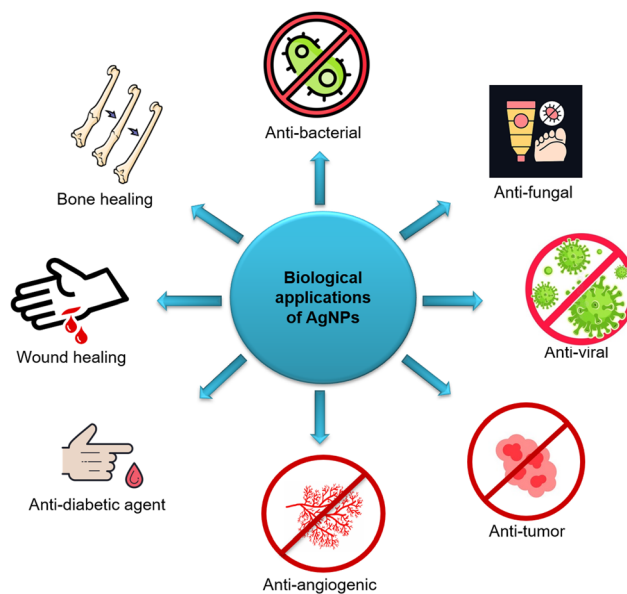 Anti-bacterial
Bone healing
Anti-fungal
Biological
applications
of AgNPs
Wound healing
Anti-viral
Anti-diabetic agent
Anti-tumor
Anti-angiogenic